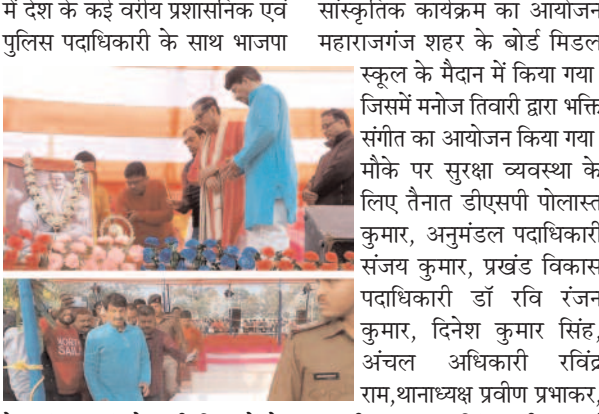 में देश के कई वरीय प्रशासनिक एवं
पुलिस पदाधिकारी के साथ भाजपा
सांस्कृतिक कार्यक्रम का आयोजन
महाराजगंज शहर के बोर्ड मिडल
स्कूल के मैदान में किया गया
जिसमें मनोज तिवारी द्वारा भक्ति
संगीत का आयोजन किया गया
मौके पर सुरक्षा व्यवस्था के
लिए तैनात डीएसपी पोलास्त
कुमार, अनुमंडल पदाधिकारी
संजय कुमार, प्रखंड विकास
पदाधिकारी डॉ रवि रंजन
कुमार, दिनेश कुमार सिंह,
अंचल अधिकारी रविंद्र
राम,थानाध्यक्ष प्रवीण प्रभाकर,
NORTH
SAIL